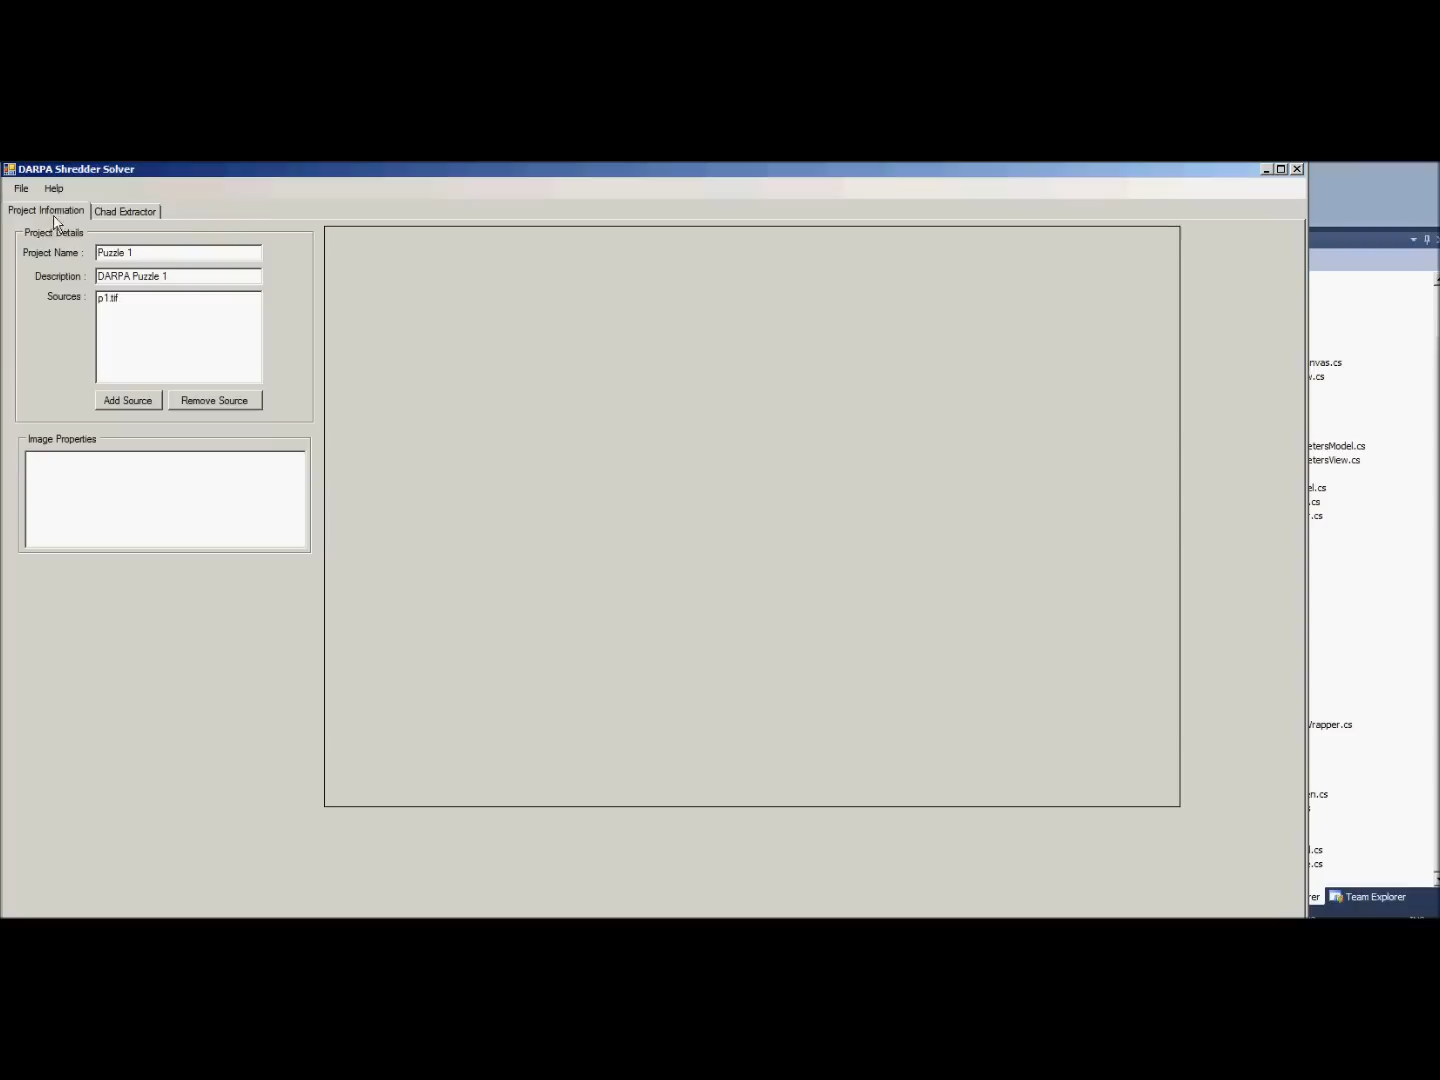 DARPA Shredder Solver
File Help
Project Information Chad Extractor
Project Details
Project Name : Puzzle 1
Description : DARPA Puzzle 1
Sources : p1.tif
Add Source Remove Source
Image Properties
nvas.cs
v.cs
etersModel.cs
etersView.cs
el.cs
.cs
r.cs
Wrapper.cs
en.cs
l.cs
e.cs
rer Team Explorer